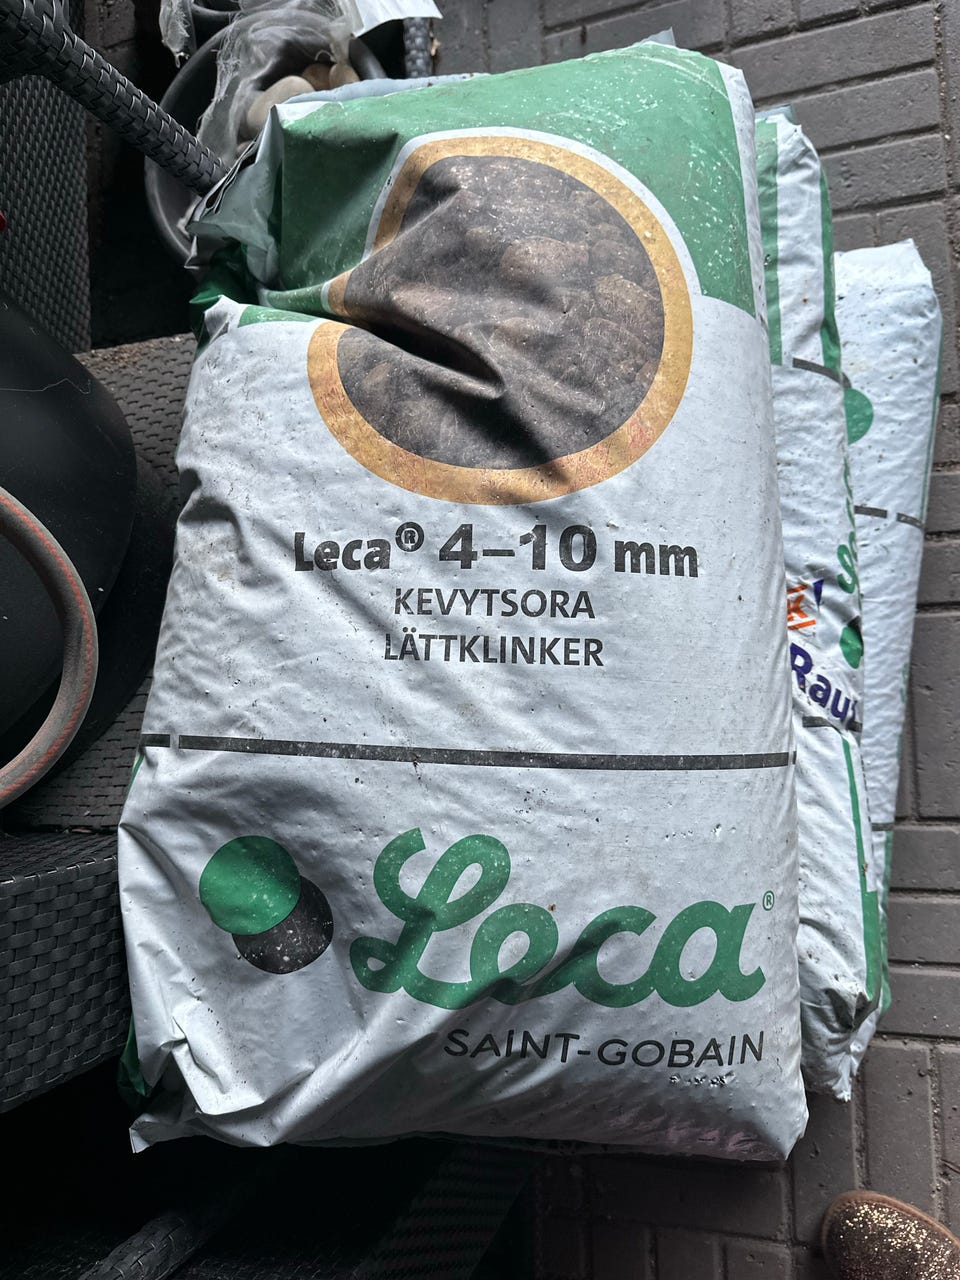 Leca® 4–10 mm
KEVYTSORA
LÄTTKLINKER
Leca®
SAINT-GOBAIN